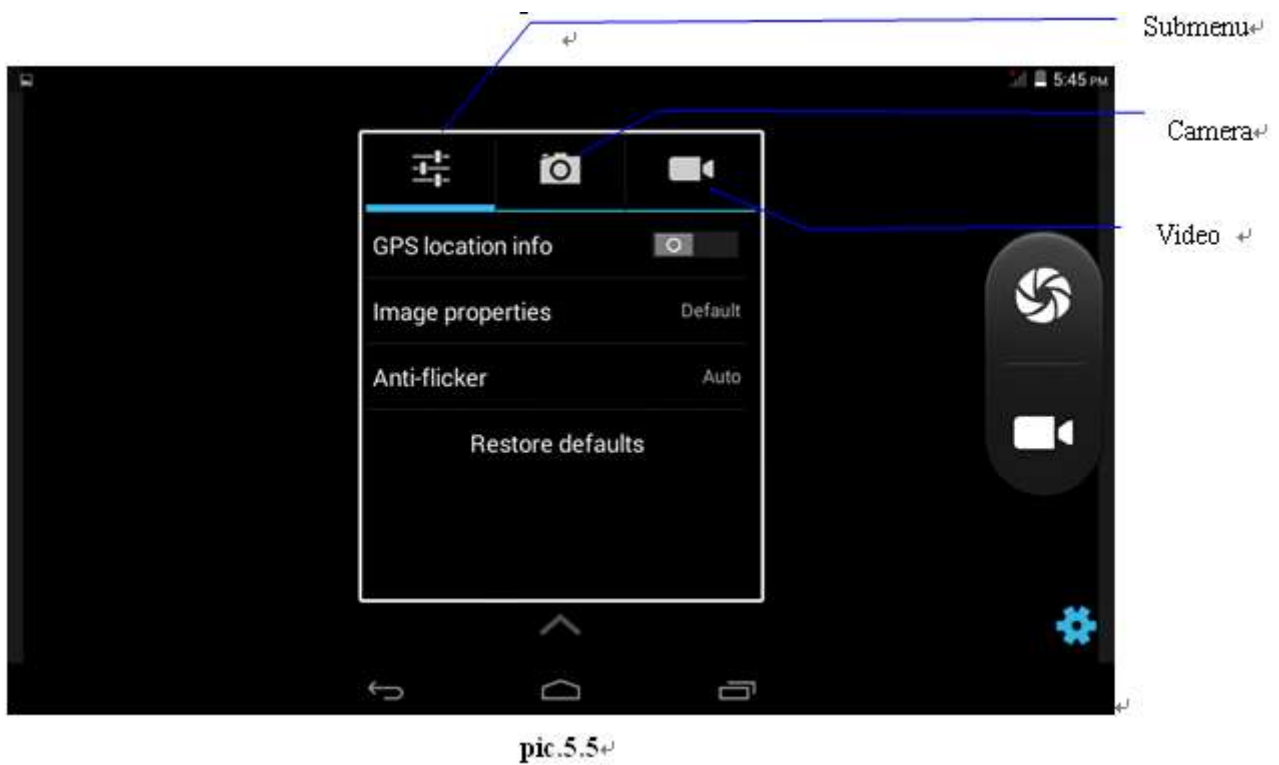 Submenu
5:45 PM
Camera
Video
GPS location info
Image properties Default
Anti-flicker Auto
Restore defaults
pic.5.5